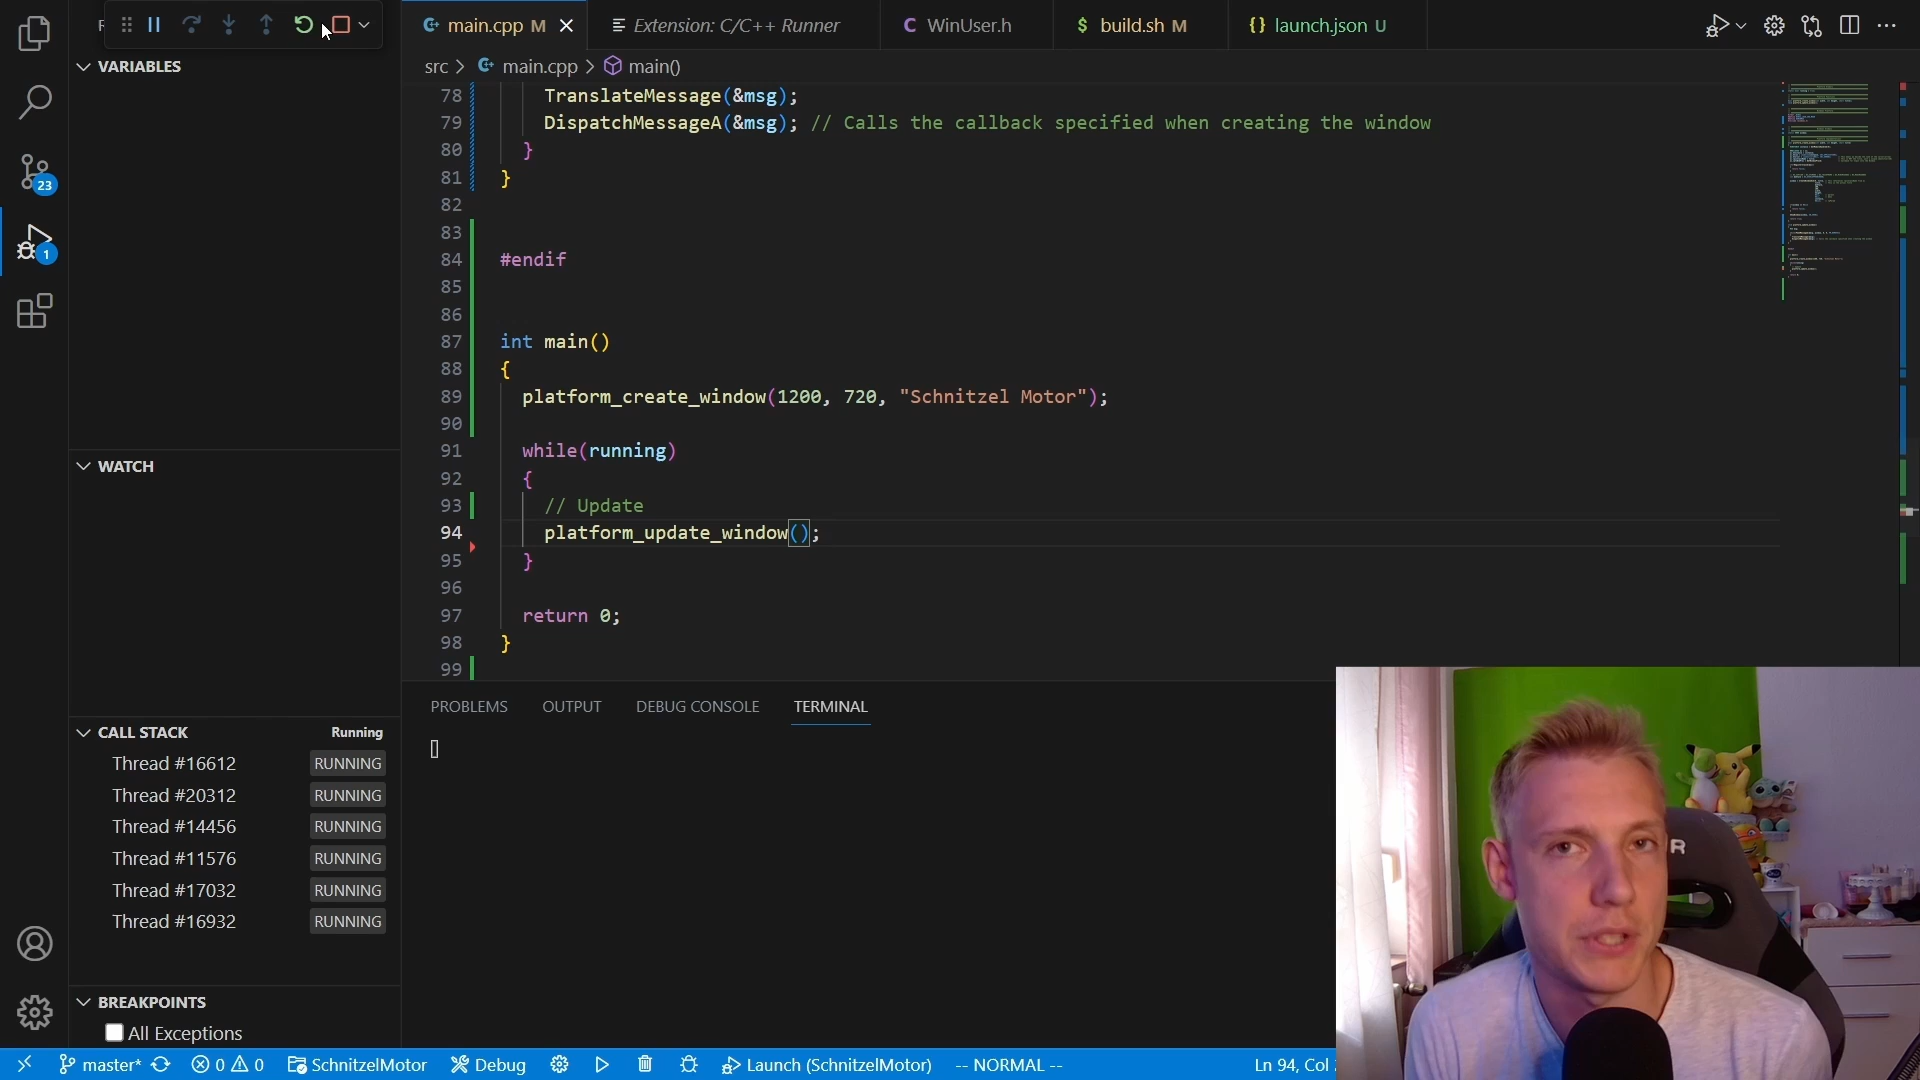 main.cpp M
Extension: C/C++ Runner
C WinUser.h
$ build.sh M
{} launch.json U
VARIABLES
src > main.cpp > main()
78 TranslateMessage(&msg);
79 DispatchMessageA(&msg); // Calls the callback specified when creating the window
80 }
81 }
82
83
84 #endif
85
86
87 int main()
88 {
89 platform_create_window(1200, 720, "Schnitzel Motor");
90
91 while(running)
92 {
93 // Update
94 platform_update_window();
95 }
96
97 return 0;
98 }
99
23
1
WATCH
CALL STACK Running
Thread #16612 RUNNING
Thread #20312 RUNNING
Thread #14456 RUNNING
Thread #11576 RUNNING
Thread #17032 RUNNING
Thread #16932 RUNNING
BREAKPOINTS
All Exceptions
PROBLEMS OUTPUT DEBUG CONSOLE TERMINAL
R
master* 0 0 SchnitzelMotor Debug Launch (SchnitzelMotor) -- NORMAL -- Ln 94, Col